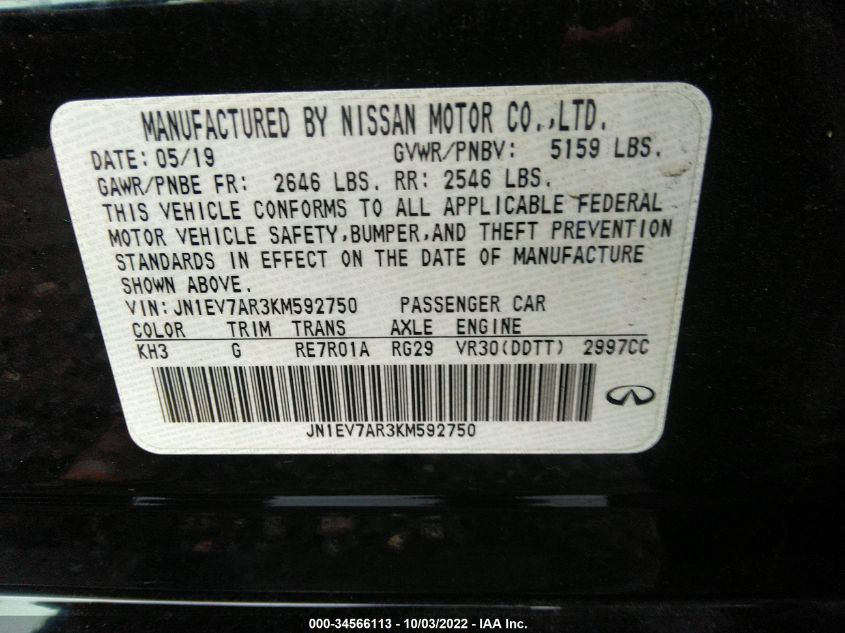 MANUFACTURED BY NISSAN MOTOR CO.,LTD.
DATE: 05/19 GVWR/PNBV: 5159 LBS.
GAWR/PNBE FR: 2646 LBS. RR: 2546 LBS.
THIS VEHICLE CONFORMS TO ALL APPLICABLE FEDERAL
MOTOR VEHICLE SAFETY,BUMPER,AND THEFT PREVENTION
STANDARDS IN EFFECT ON THE DATE OF MANUFACTURE
SHOWN ABOVE.
VIN: JN1EV7AR3KM592750 PASSENGER CAR
COLOR TRIM TRANS AXLE ENGINE
KH3 G RE7R01A RG29 VR30(DDTT) 2997CC
JN1EV7AR3KM592750
000-34566113 - 10/03/2022 - IAA Inc.